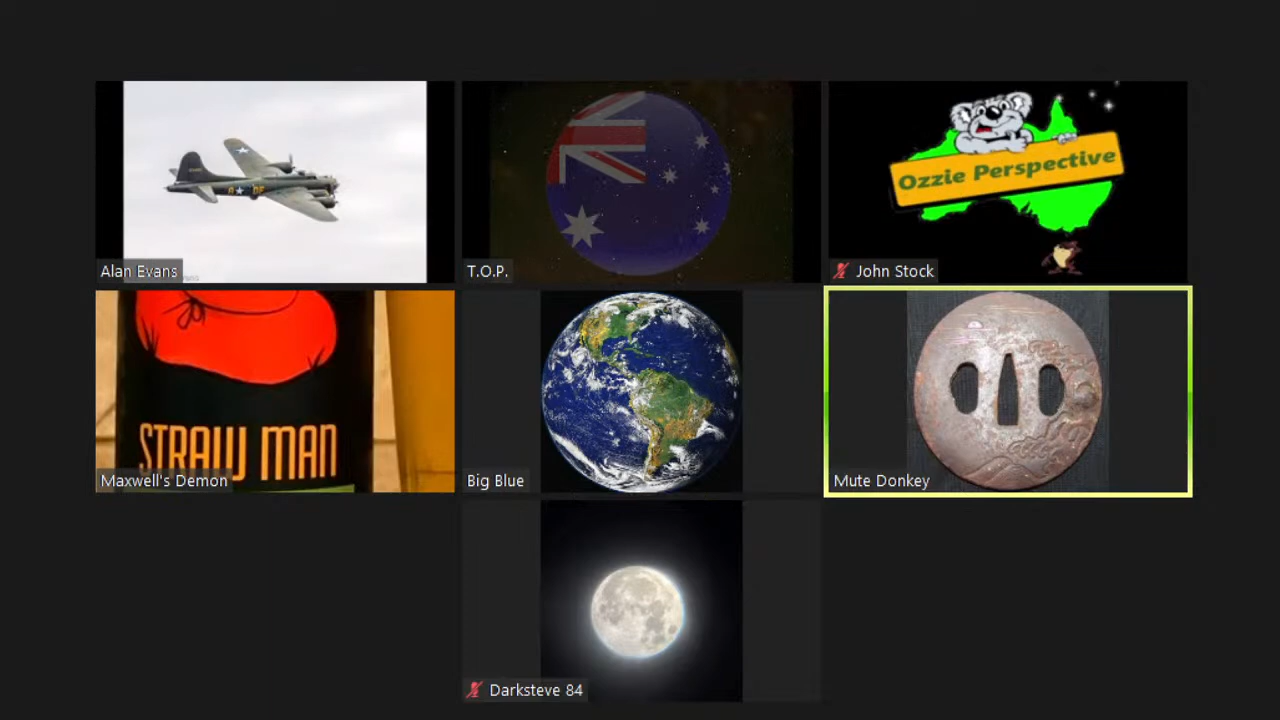 Ozzie Perspective
Alan Evans
T.O.P.
John Stock
STRAW MAN
Maxwell's Demon
Big Blue
Mute Donkey
Darksteve 84